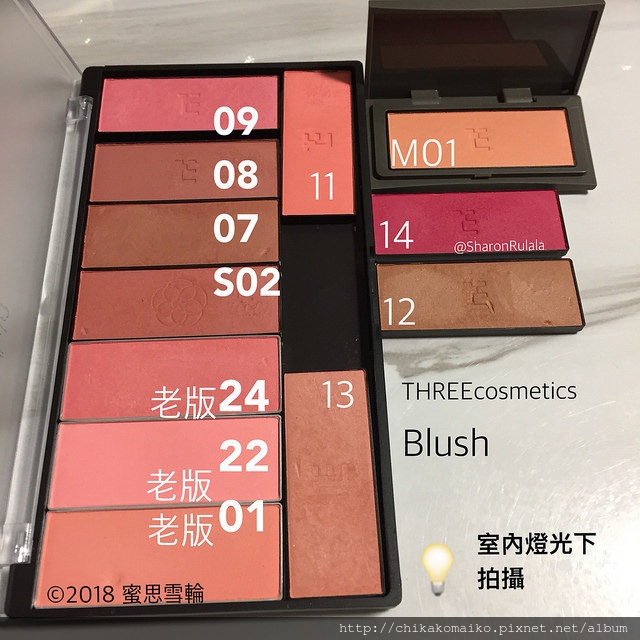 09
11
08
07
S02
老版24
13
老版22
老版01
©2018 蜜思雪輪
M01
14
@SharonRulala
12
THREEcosmetics
Blush
室內燈光下
拍攝
http://chikakomaiko.pixnet.net/album